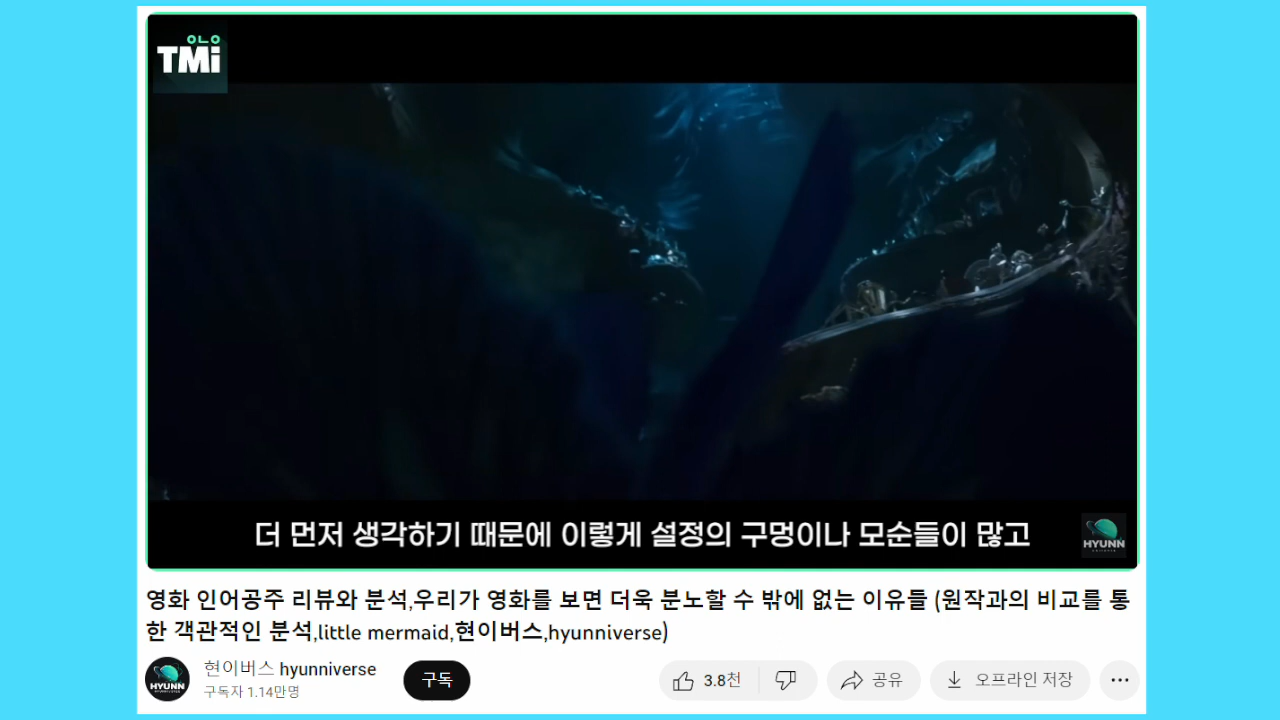 ㅇㄴㅇ
TMi
더 먼저 생각하기 때문에 이렇게 설정의 구멍이나 모순들이 많고
HYUNN
영화 인어공주 리뷰와 분석,우리가 영화를 보면 더욱 분노할 수 밖에 없는 이유들 (원작과의 비교를 통
한 객관적인 분석,little mermaid,현이버스,hyunniverse)
HYUNN
현이버스 hyunniverse
구독자 1.14만명
구독
3.8천
공유
오프라인 저장